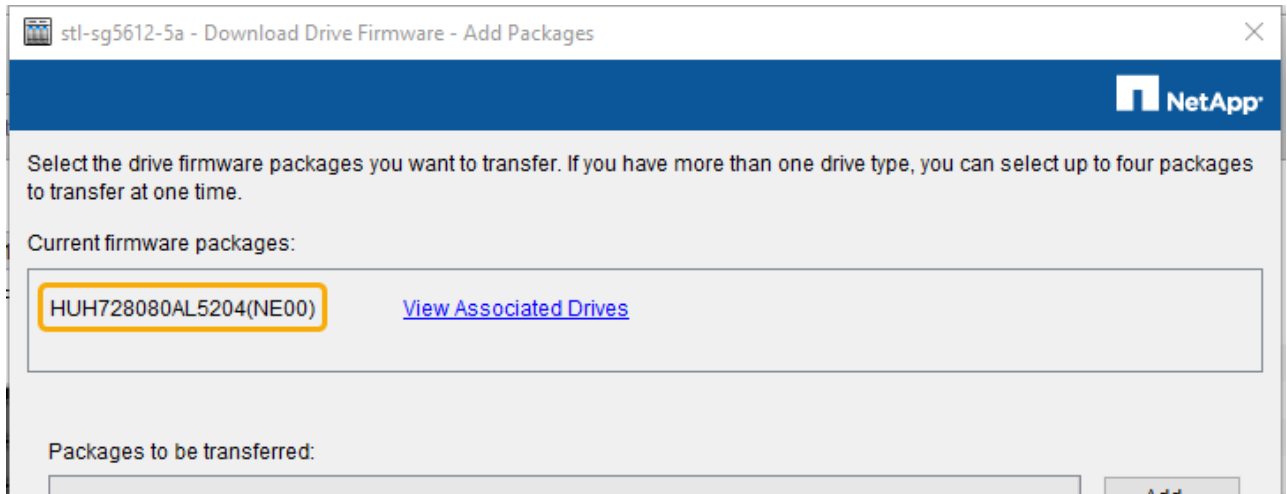 stl-sg5612-5a - Download Drive Firmware - Add Packages
NetApp
Select the drive firmware packages you want to transfer. If you have more than one drive type, you can select up to four packages
to transfer at one time.
Current firmware packages:
HUH728080AL5204(NE00) View Associated Drives
Packages to be transferred: